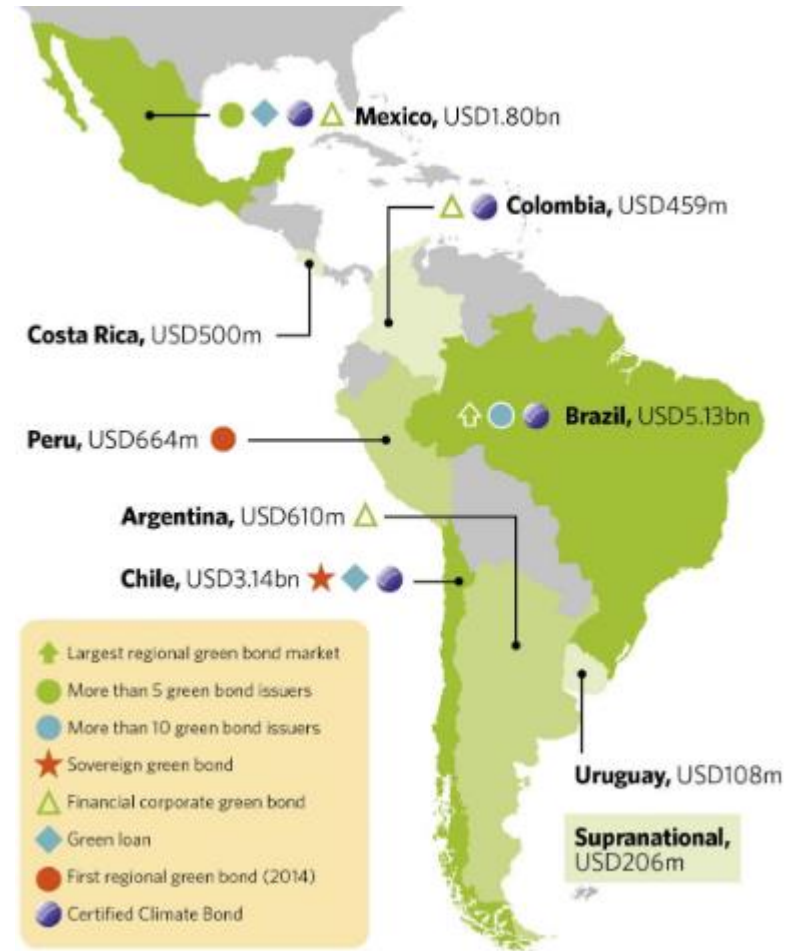 Mexico, USD1.80bn
Colombia, USD459m
Costa Rica, USD500m
Brazil, USD5.13bn
Peru, USD664m
Argentina, USD610m
Chile, USD3.14bn
Largest regional green bond market
More than 5 green bond issuers
More than 10 green bond issuers
Sovereign green bond
Financial corporate green bond
Green loan
First regional green bond (2014)
Certified Climate Bond
Uruguay, USD108m
Supranational,
USD206m